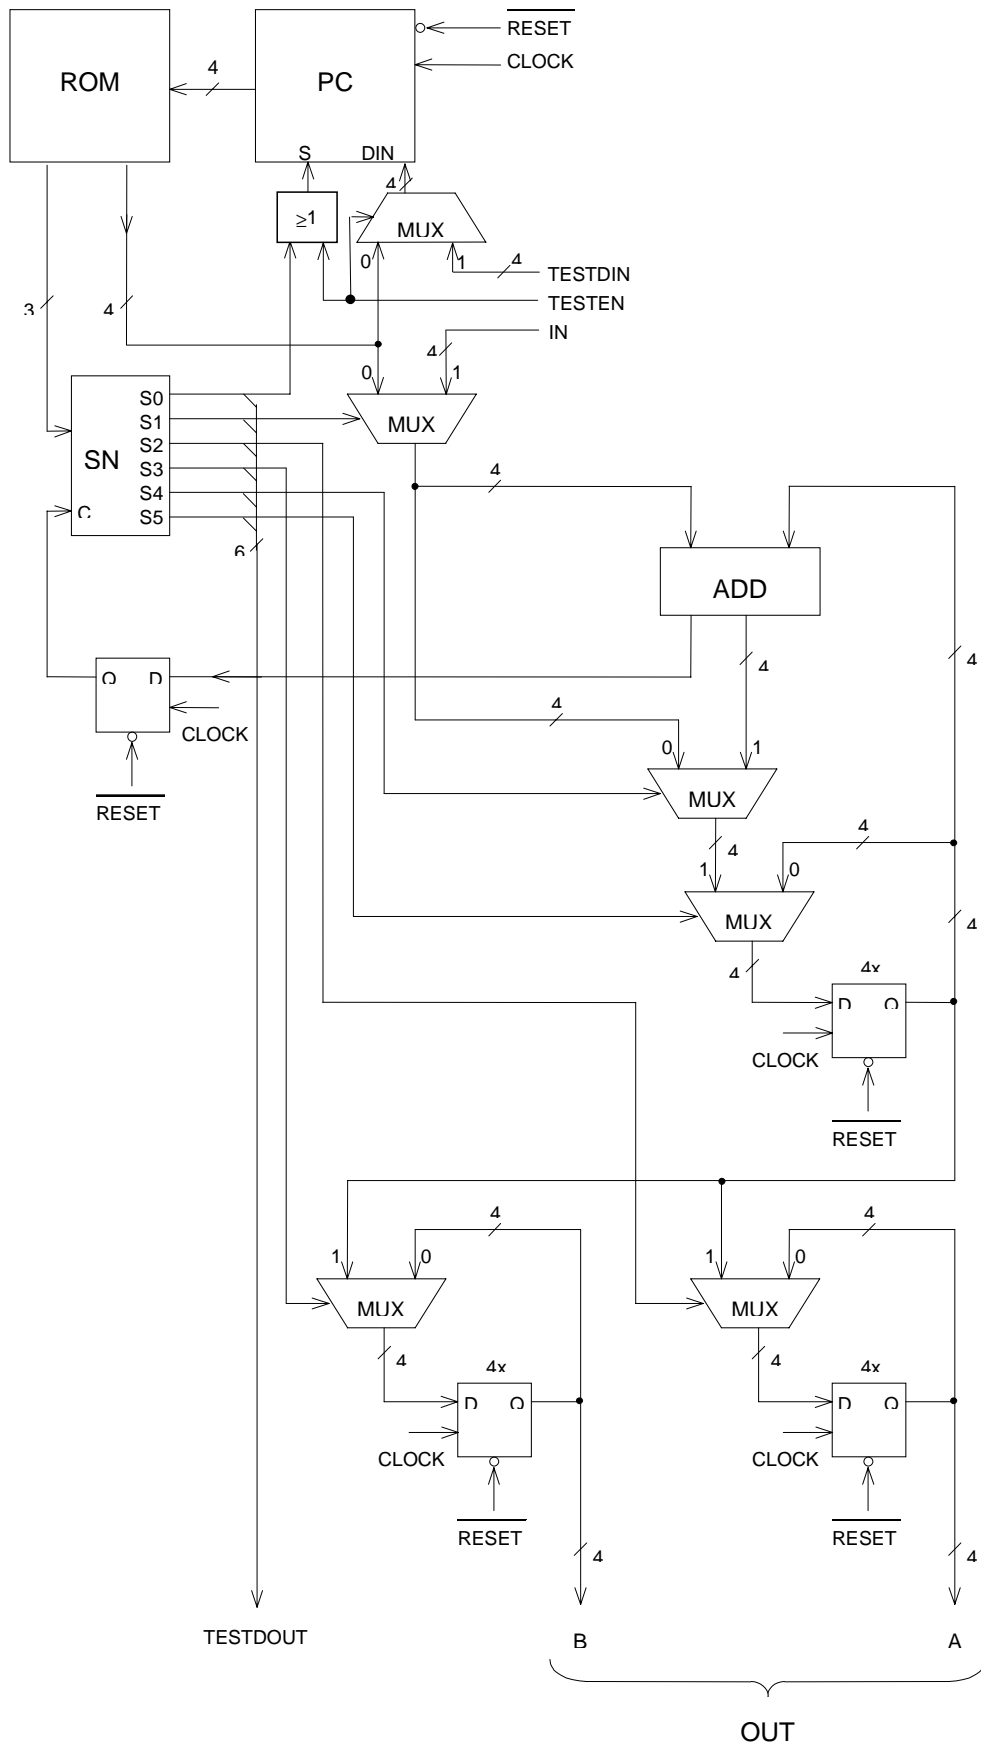 RESET
ROM
PC
4
CLOCK
S
DIN
4
≥1
MUX
0
1
4
TESTDIN
3
4
TESTEN
IN
4
0
1
S0
MUX
S1
S2
SN
S3
4
S4
C
S5
6
ADD
4
4
Q
D
4
CLOCK
0
1
MUX
RESET
4
4
1
0
MUX
4
4
4x
D
Q
CLOCK
RESET
4
4
1
0
1
0
MUX
MUX
4
4
4x
4x
D
Q
D
Q
CLOCK
CLOCK
RESET
RESET
4
4
TESTDOUT
B
A
OUT